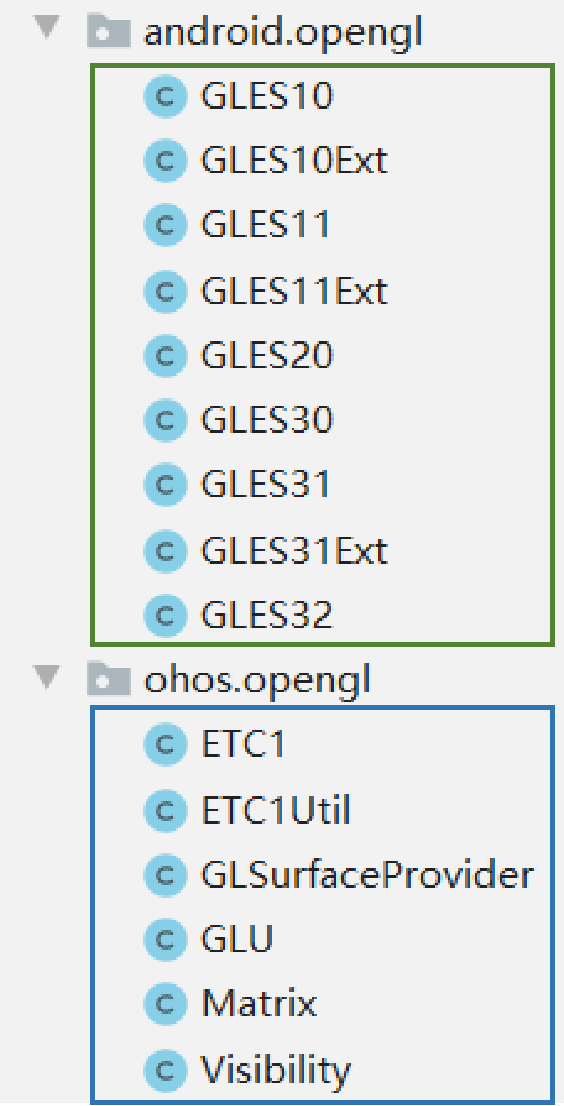 android.opengl
C GLES10
C GLES10Ext
C GLES11
C GLES11Ext
C GLES20
C GLES30
C GLES31
C GLES31Ext
C GLES32
ohos.opengl
C ETC1
C ETC1Util
C GLSurfaceProvider
C GLU
C Matrix
C Visibility